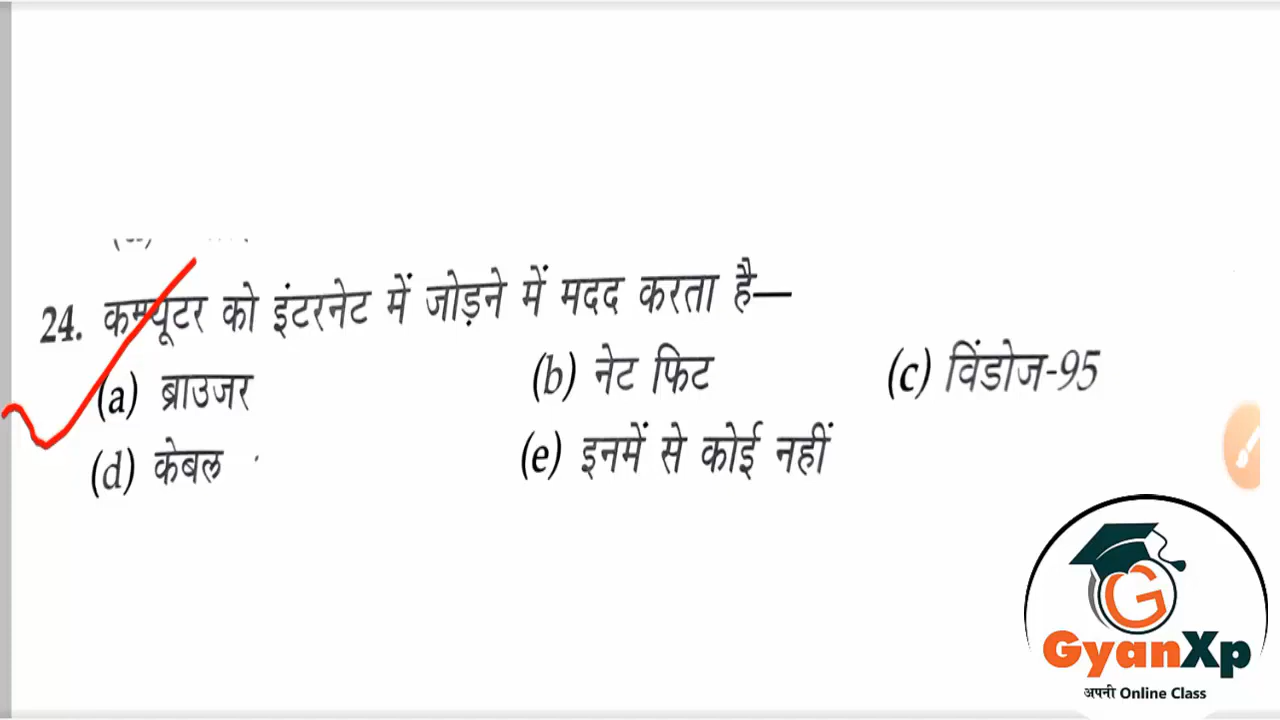 24. कम्प्यूटर को इंटरनेट में जोड़ने में मदद करता है—
(a) ब्राउजर (b) नेट फिट (c) विंडोज-95
(d) केबल (e) इनमें से कोई नहीं
G
GyanXp
अपनी Online Class